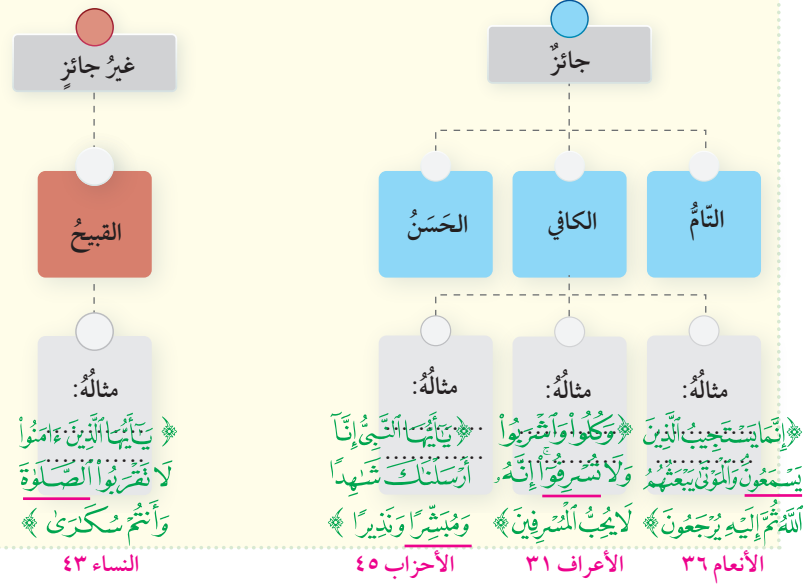 جائزٌ
غيرُ جائزٍ
التّامُّ
الكافي
الحَسَنُ
القبيحُ
مثالُهُ:
﴿إِنَّمَا يَسْتَجِيبُ ٱلَّذِينَ
يَسْمَعُونَۘ وَٱلْمَوْتَىٰ يَبْعَثُهُمُ
ٱللَّهُ ثُمَّ إِلَيْهِ يُرْجَعُونَ﴾
الأنعام ٣٦
مثالُهُ:
﴿وَكُلُوا۟ وَٱشْرَبُوا۟
وَلَا تُسْرِفُوٓا۟ۚ إِنَّهُۥ
لَا يُحِبُّ ٱلْمُسْرِفِينَ﴾
الأعراف ٣١
مثالُهُ:
﴿يَـٰٓأَيُّهَا ٱلنَّبِىُّ إِنَّآ
أَرْسَلْنَـٰكَ شَـٰهِدًا
وَمُبَشِّرًا وَنَذِيرًا﴾
الأحزاب ٤٥
مثالُهُ:
﴿يَـٰٓأَيُّهَا ٱلَّذِينَ ءَامَنُوا۟
لَا تَقْرَبُوا۟ ٱلصَّلَوٰةَ
وَأَنتُمْ سُكَـٰرَىٰ﴾
النساء ٤٣